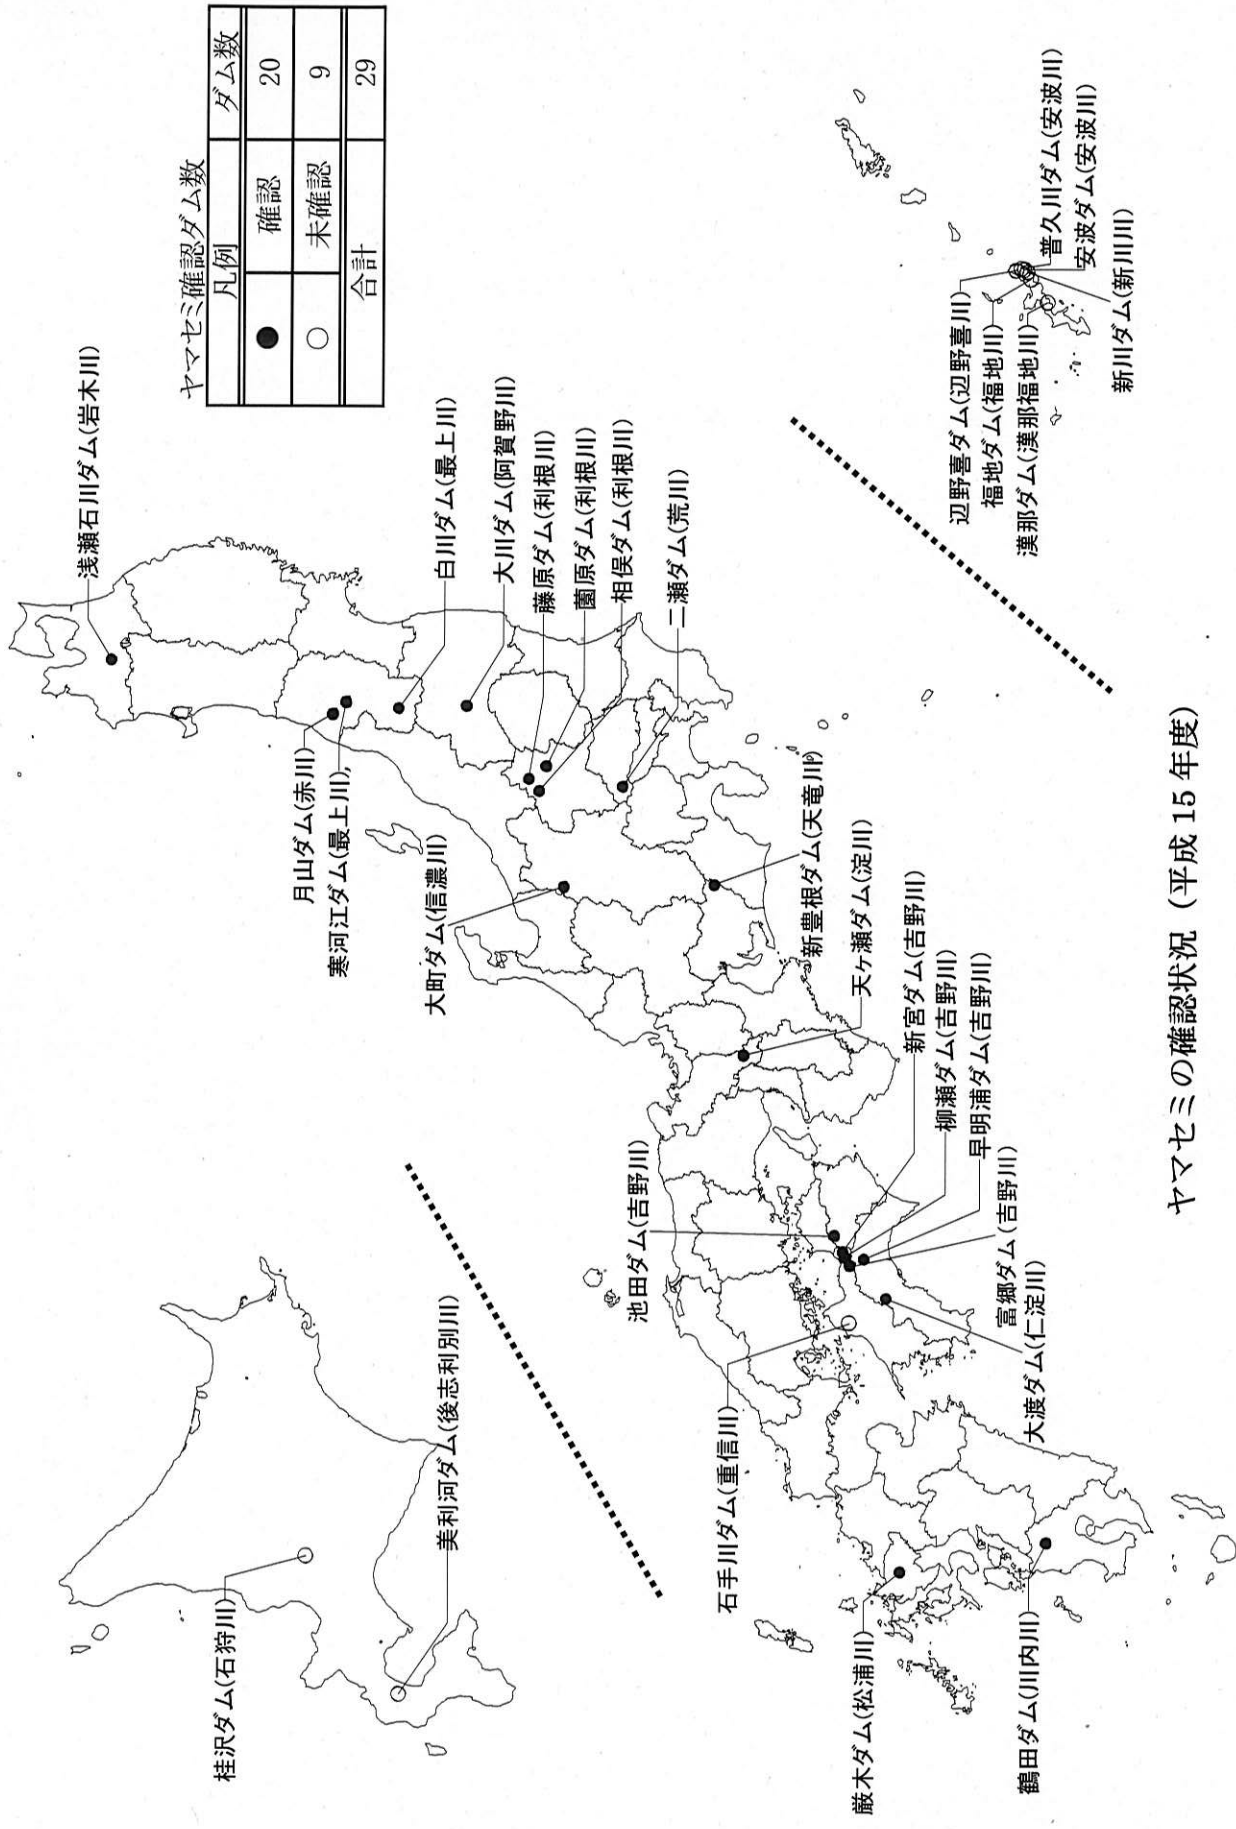 ヤマセミ確認ダム数
凡例 ダム数
● 確認 20
○ 未確認 9
合計 29
桂沢ダム(石狩川)
美利河ダム(後志利別川)
浅瀬石川ダム(岩木川)
月山ダム(赤川)
寒河江ダム(最上川)
白川ダム(最上川)
大川ダム(阿賀野川)
藤原ダム(利根川)
薗原ダム(利根川)
相俣ダム(利根川)
二瀬ダム(荒川)
大町ダム(信濃川)
新豊根ダム(天竜川)
天ヶ瀬ダム(淀川)
新宮ダム(吉野川)
柳瀬ダム(吉野川)
早明浦ダム(吉野川)
池田ダム(吉野川)
富郷ダム(吉野川)
大渡ダム(仁淀川)
石手川ダム(重信川)
厳木ダム(松浦川)
鶴田ダム(川内川)
辺野喜ダム(辺野喜川)
福地ダム(福地川)
漢那ダム(漢那福地川)
普久川ダム(安波川)
安波ダム(安波川)
新川ダム(新川川)
ヤマセミの確認状況(平成 15 年度)